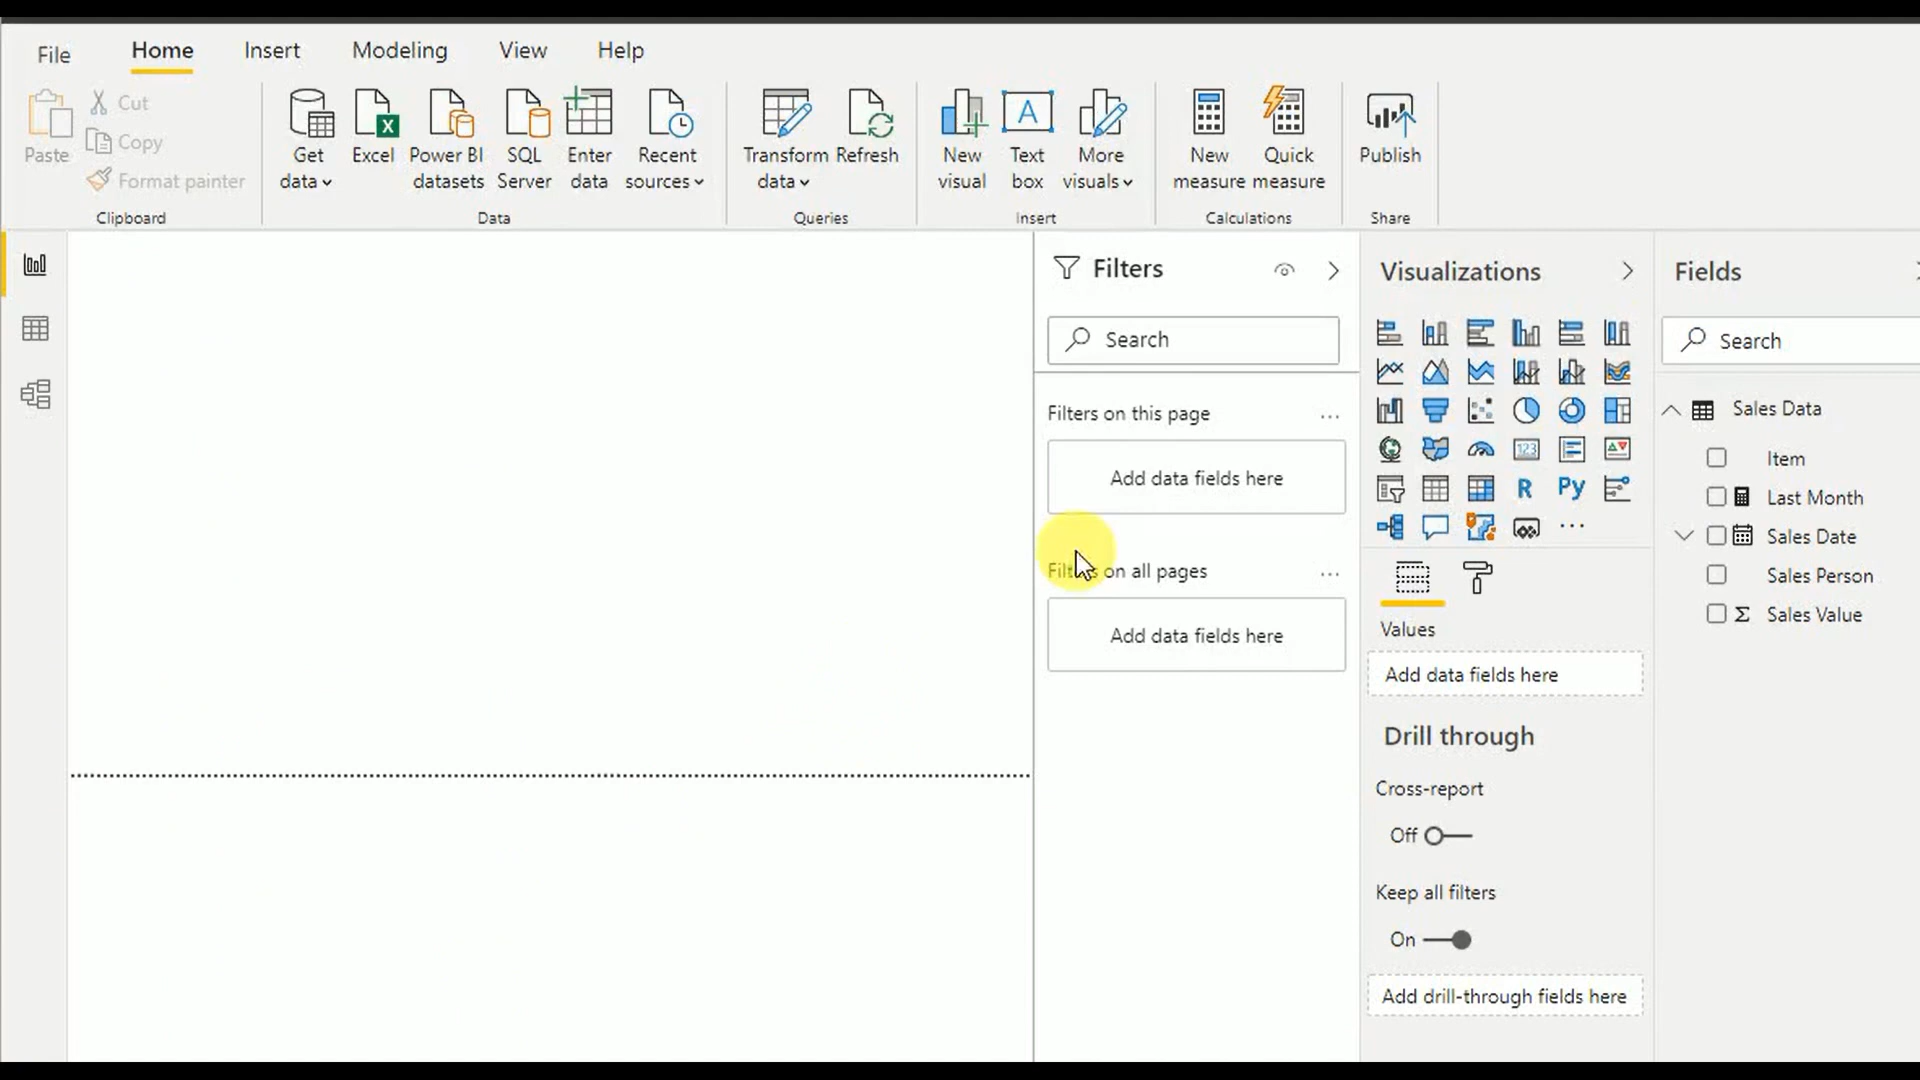 File
Home
Insert
Modeling
View
Help
Paste
Cut
Copy
Format painter
Clipboard
Get
data
Excel
Power BI
datasets
SQL
Server
Enter
data
Recent
sources
Data
Transform
data
Refresh
Queries
New
visual
Text
box
More
visuals
Insert
New
measure
Quick
measure
Calculations
Publish
Share
Filters
Search
Filters on this page
Add data fields here
Filters on all pages
Add data fields here
Visualizations
123
R
Py
Values
Add data fields here
Drill through
Cross-report
Off
Keep all filters
On
Add drill-through fields here
Fields
Search
Sales Data
Item
Last Month
Sales Date
Sales Person
Σ Sales Value